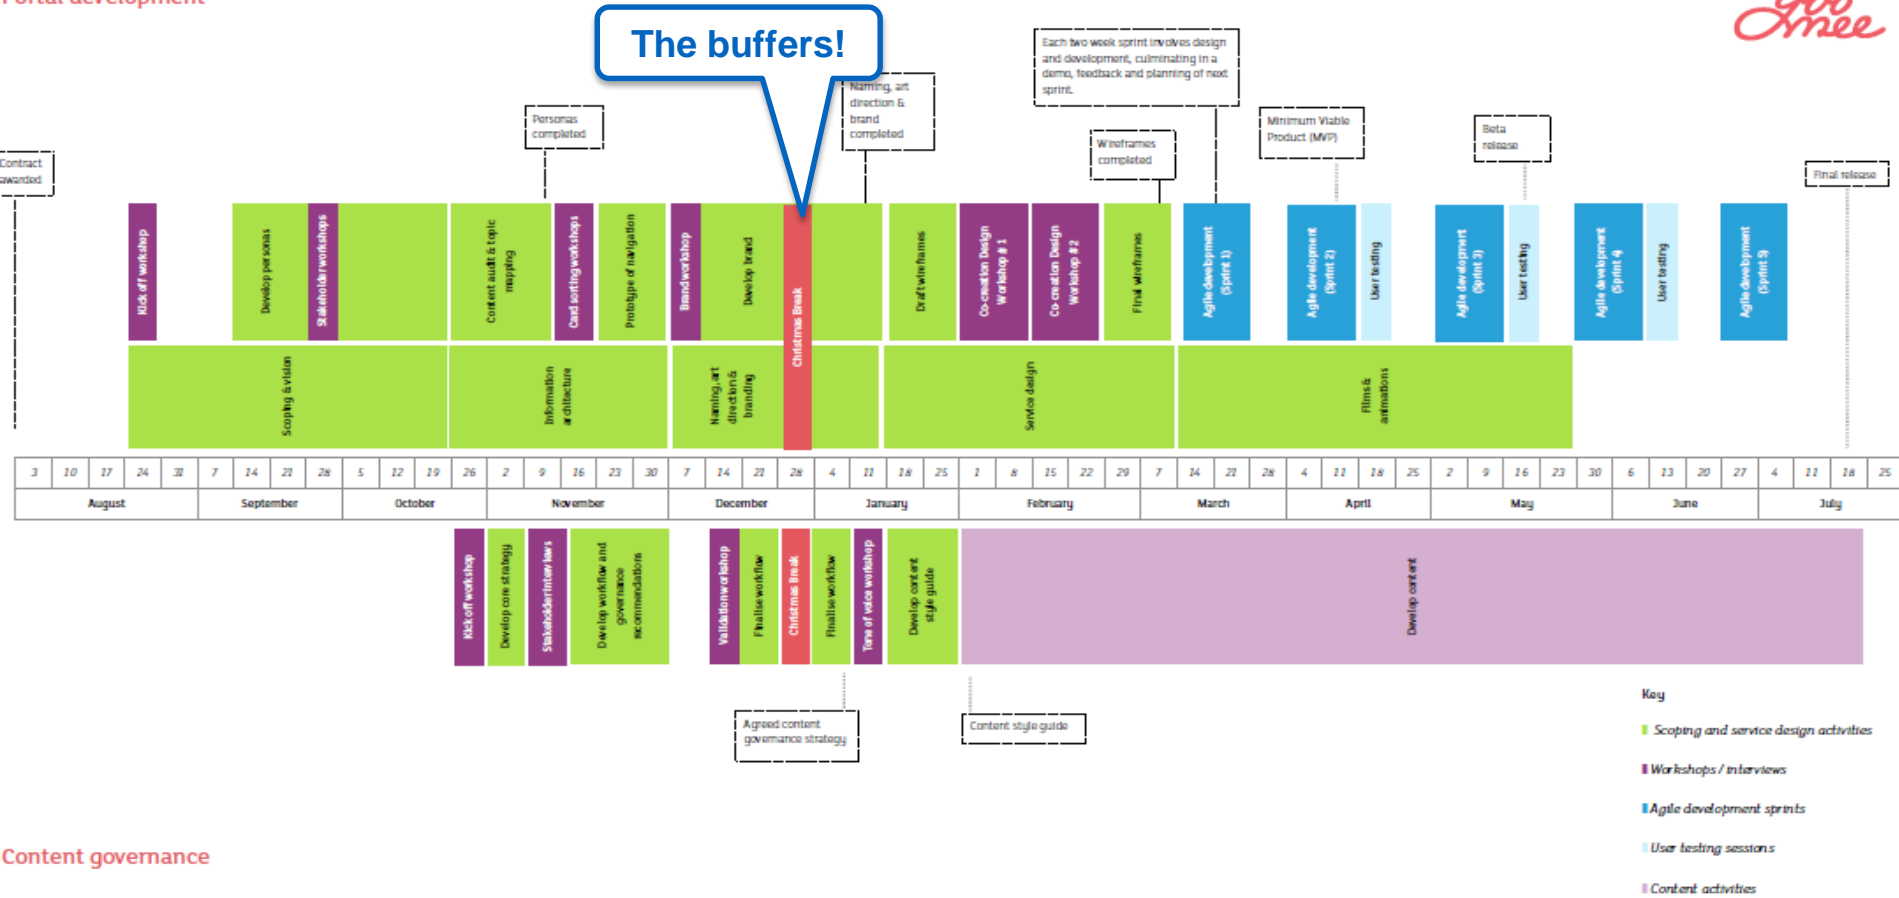 Portal development
yoo
mee
The buffers!
Each two week sprint involves design
and development, culminating in a
demo, feedback and planning of next
sprint.
Naming, art
direction &
brand
completed
Personas
completed
Minimum Viable
Product (MVP)
Beta
release
Wireframes
completed
Contract
awarded
Final release
Kick off workshop
Develop personas
Stakeholder workshops
Content audit & topic
mapping
Card sorting workshops
Prototype of navigation
Brand workshop
Develop brand
Christmas Break
Draft wireframes
Co-creation Design
Workshop # 1
Co-creation Design
Workshop # 2
Final wireframes
Agile development
(Sprint 1)
Agile development
(Sprint 2)
User testing
Agile development
(Sprint 3)
User testing
Agile development
(Sprint 4)
User testing
Agile development
(Sprint 5)
Scoping & vision
Information
architecture
Naming, art
direction &
branding
Service design
Films &
animations
3 10 17 24 31 7 14 21 28 5 12 19 26 2 9 16 23 30 7 14 21 28 4 11 18 25 1 8 15 22 29 7 14 21 28 4 11 18 25 2 9 16 23 30 6 13 20 27 4 11 18 25
August September October November December January February March April May June July
Kick off workshop
Develop core strategy
Stakeholder interviews
Develop workflow and
governance
recommendations
Validation workshop
Finalise workflow
Christmas Break
Finalise workflow
Tone of voice workshop
Develop content
style guide
Develop content
Agreed content
governance strategy
Content style guide
Key
Scoping and service design activities
Workshops / interviews
Agile development sprints
User testing sessions
Content activities
Content governance